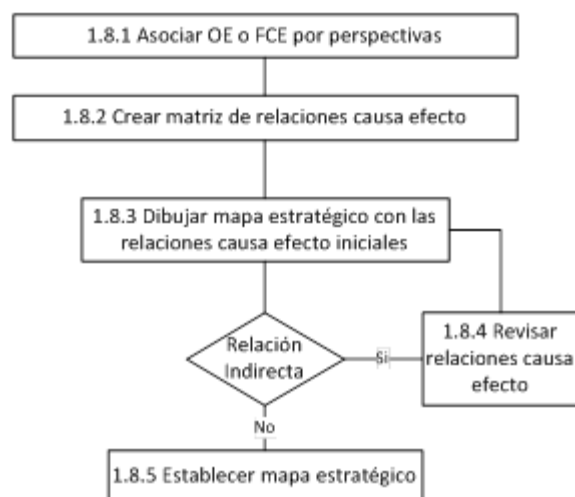 1.8.1 Asociar OE o FCE por perspectivas
1.8.2 Crear matriz de relaciones causa efecto
1.8.3 Dibujar mapa estratégico con las
relaciones causa efecto iniciales
Relación
Indirecta
Si
1.8.4 Revisar
relaciones causa
efecto
No
1.8.5 Establecer mapa estratégico